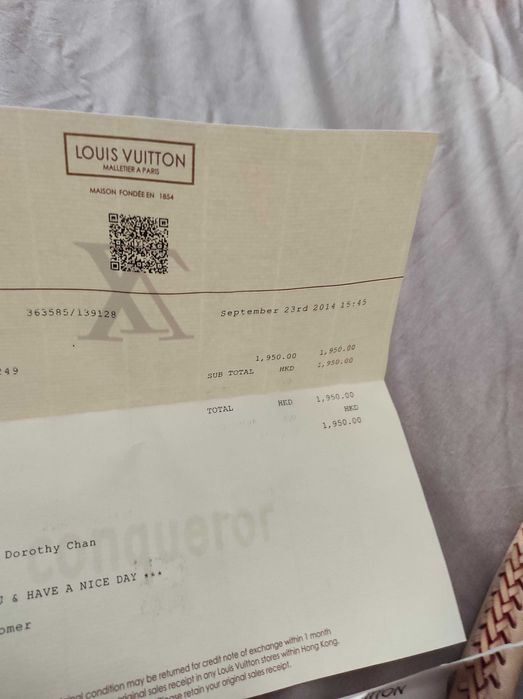 LOUIS VUITTON
MALLETIER A PARIS
MAISON FONDÉE EN 1854
363585/139128 September 23rd 2014 15:45
1,950.00 1,950.00
249 SUB TOTAL HKD 1,950.00
TOTAL HKD 1,950.00
HKD
1,950.00
conqueror
Dorothy Chan
U & HAVE A NICE DAY ***
omer
nal condition may be returned for credit note of exchange within 1 month
original sales receipt in any Louis Vuitton stores within Hong Kong.
Please retain your original sales receipt.
TTON